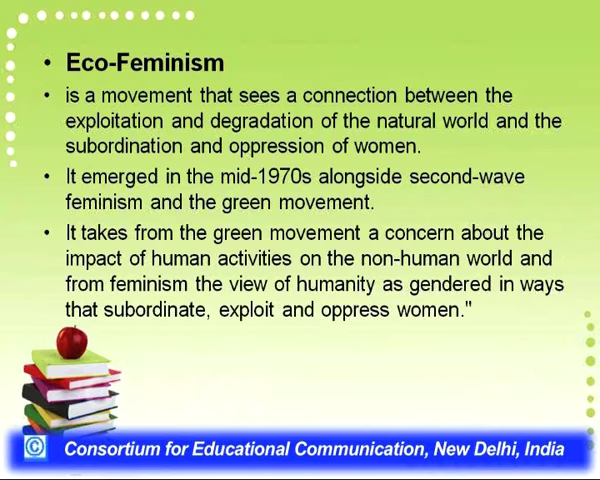 • Eco-Feminism
• is a movement that sees a connection between the
exploitation and degradation of the natural world and the
subordination and oppression of women.
• It emerged in the mid-1970s alongside second-wave
feminism and the green movement.
• It takes from the green movement a concern about the
impact of human activities on the non-human world and
from feminism the view of humanity as gendered in ways
that subordinate, exploit and oppress women."
© Consortium for Educational Communication, New Delhi, India